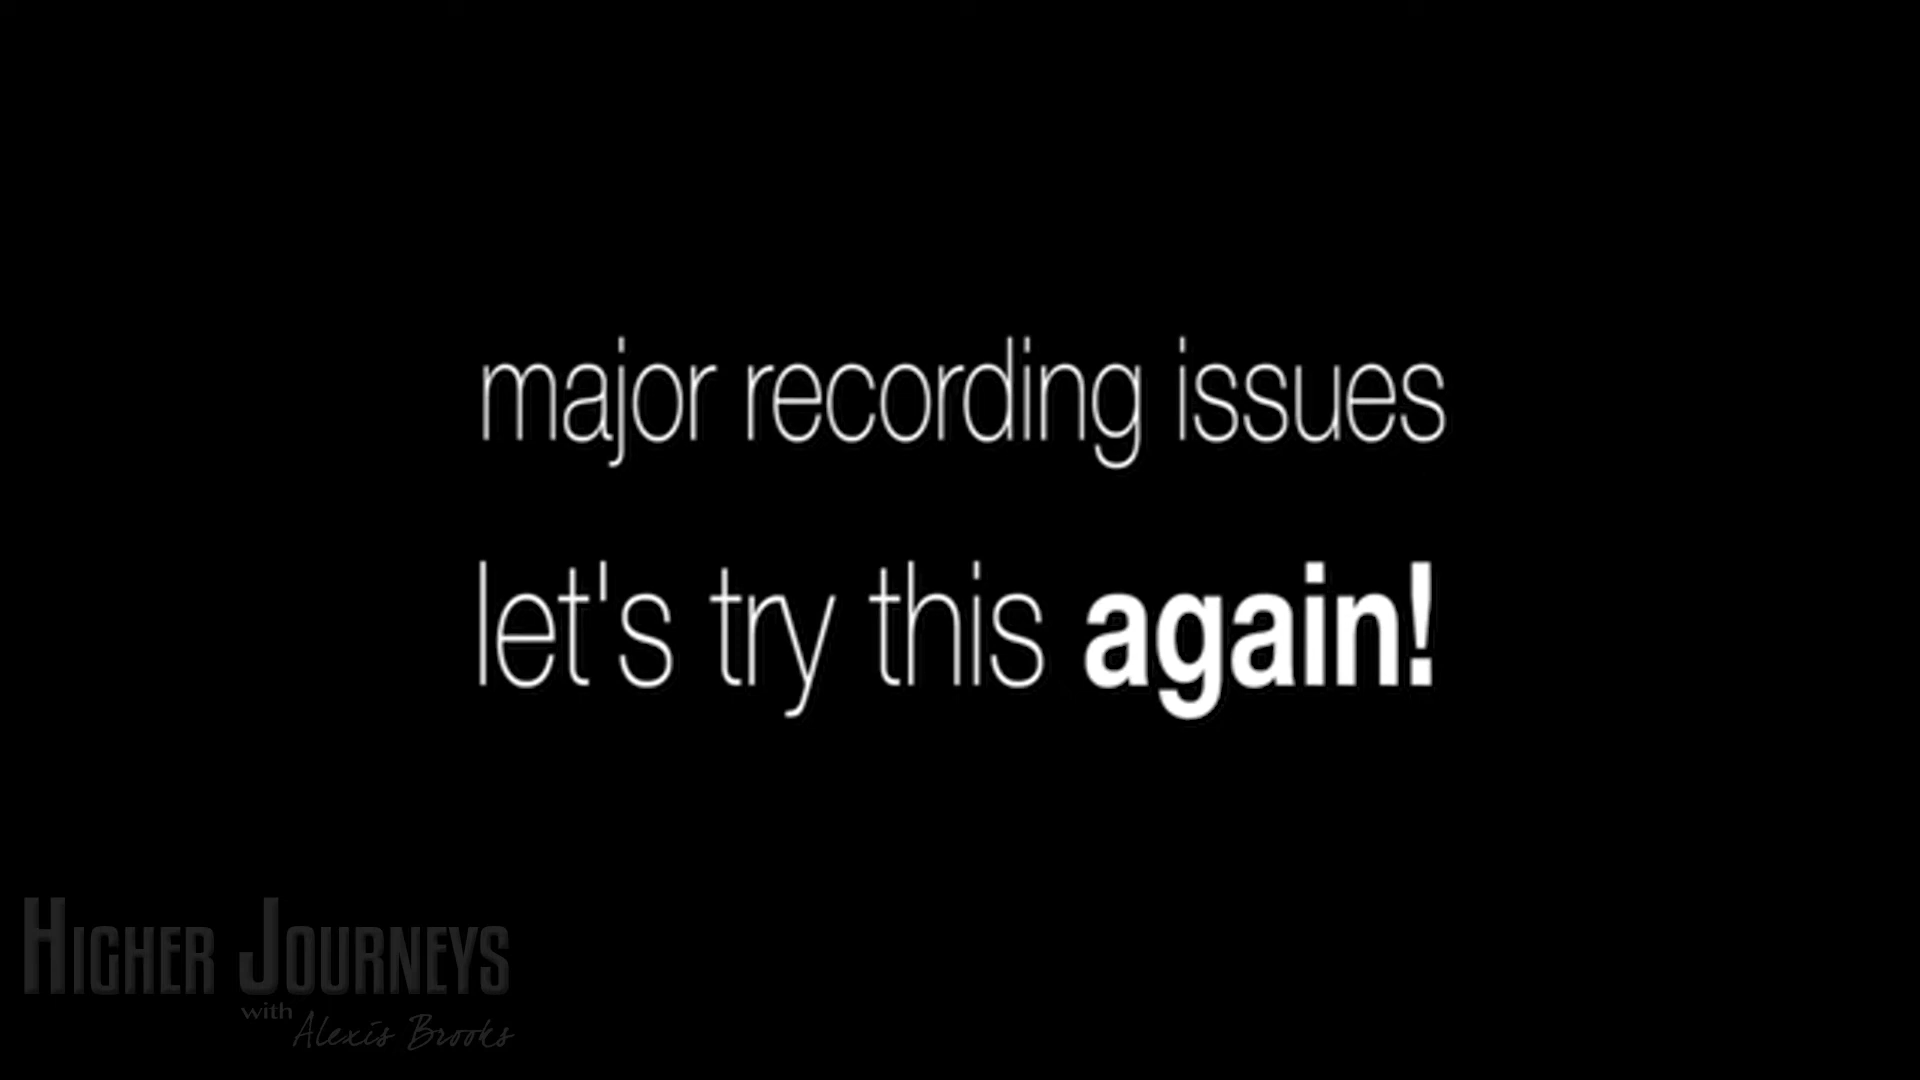 major recording issues
let's try this again!
HIGHER JOURNEYS
with
Alexis Brooks